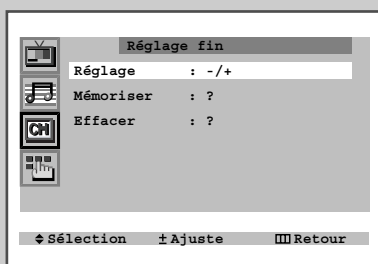 Réglage fin
Réglage : -/+
Mémoriser : ?
CH
Effacer : ?
Sélection ±Ajuste Retour